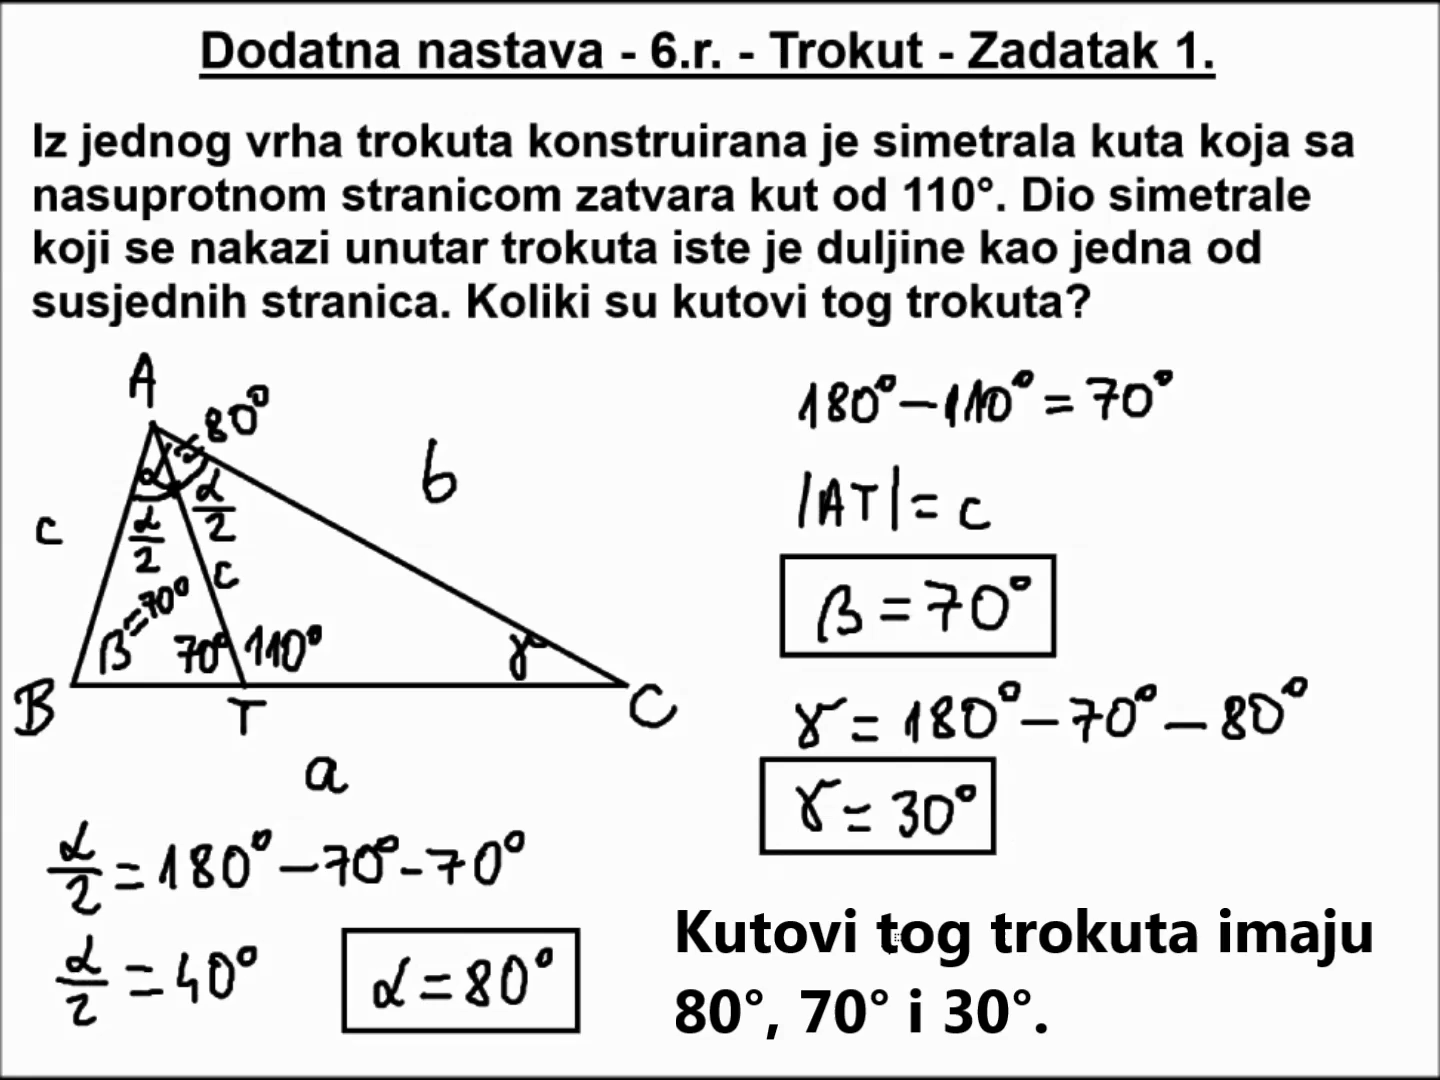 Dodatna nastava - 6.r. - Trokut - Zadatak 1.
Iz jednog vrha trokuta konstruirana je simetrala kuta koja sa
nasuprotnom stranicom zatvara kut od 110°. Dio simetrale
koji se nakazi unutar trokuta iste je duljine kao jedna od
susjednih stranica. Koliki su kutovi tog trokuta?
A
80°
b
c
α
α/2
α/2
c
β=70°
70°
110°
γ
B
T
C
a
180°-110°=70°
|AT|=c
β=70°
γ=180°-70°-80°
γ=30°
α/2=180°-70°-70°
α/2=40°
α=80°
Kutovi tog trokuta imaju
80°, 70° i 30°.